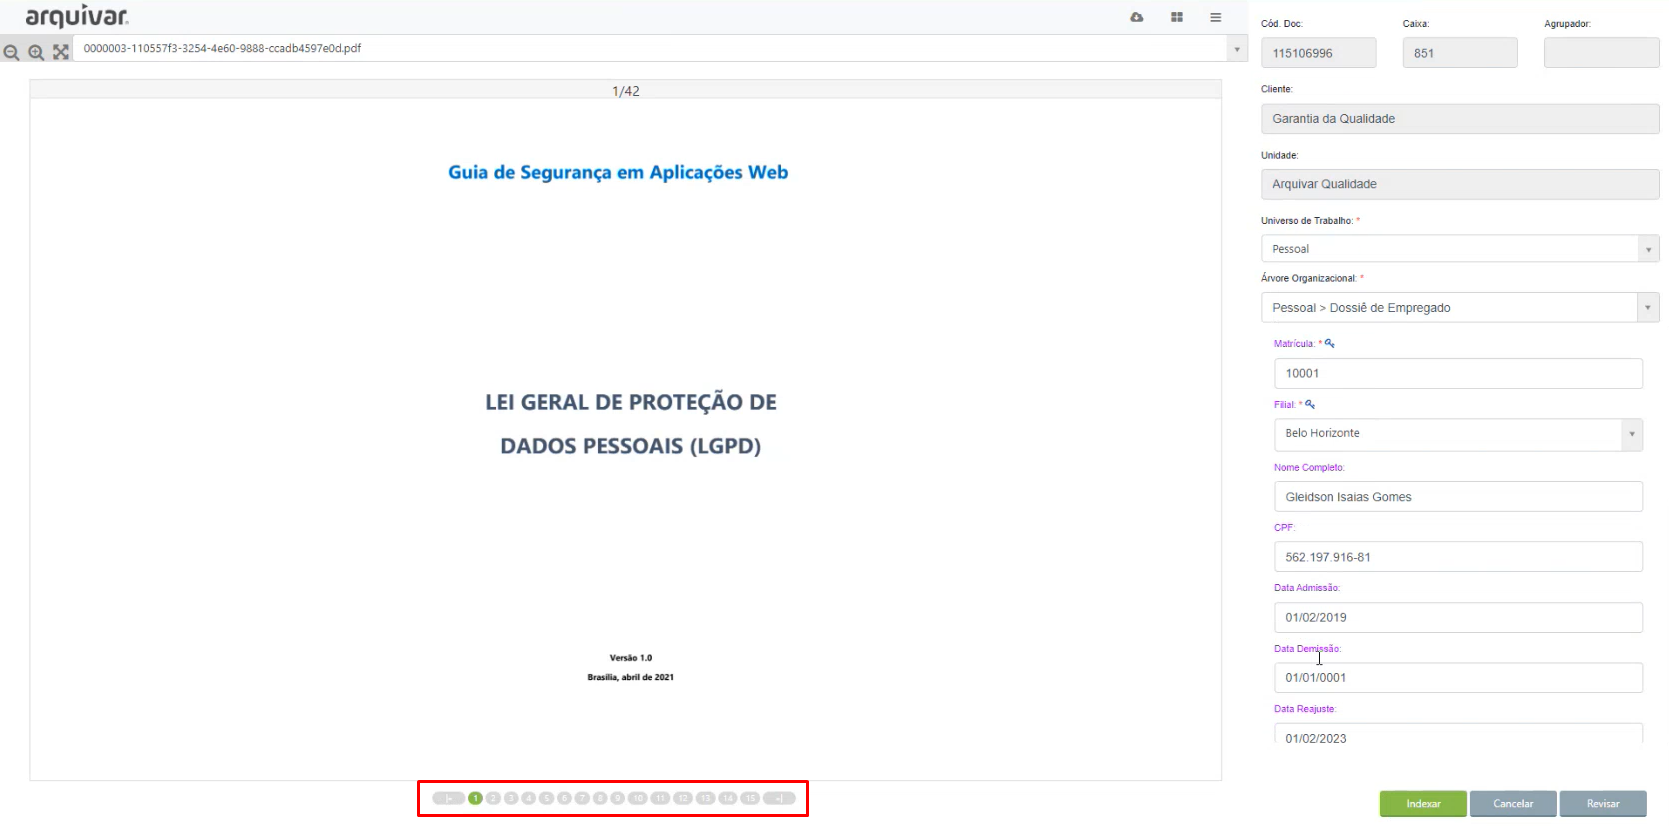 arquivar
0000003-110557f3-3254-4e60-9888-ccadb4597e0d.pdf
1/42
Guia de Segurança em Aplicações Web
LEI GERAL DE PROTEÇÃO DE
DADOS PESSOAIS (LGPD)
Versão 1.0
Brasília, abril de 2021
1 2 3 4 5 6 7 8 9 10 11 12 13 14 15
Cód. Doc: Caixa: Agrupador:
115106996 851
Cliente:
Garantia da Qualidade
Unidade:
Arquivar Qualidade
Universo de Trabalho: *
Pessoal
Árvore Organizacional: *
Pessoal > Dossiê de Empregado
Matrícula: *
10001
Filial: *
Belo Horizonte
Nome Completo:
Gleidson Isaias Gomes
CPF:
562.197.916-81
Data Admissão:
01/02/2019
Data Demissão:
01/01/0001
Data Reajuste:
01/02/2023
Indexar Cancelar Revisar